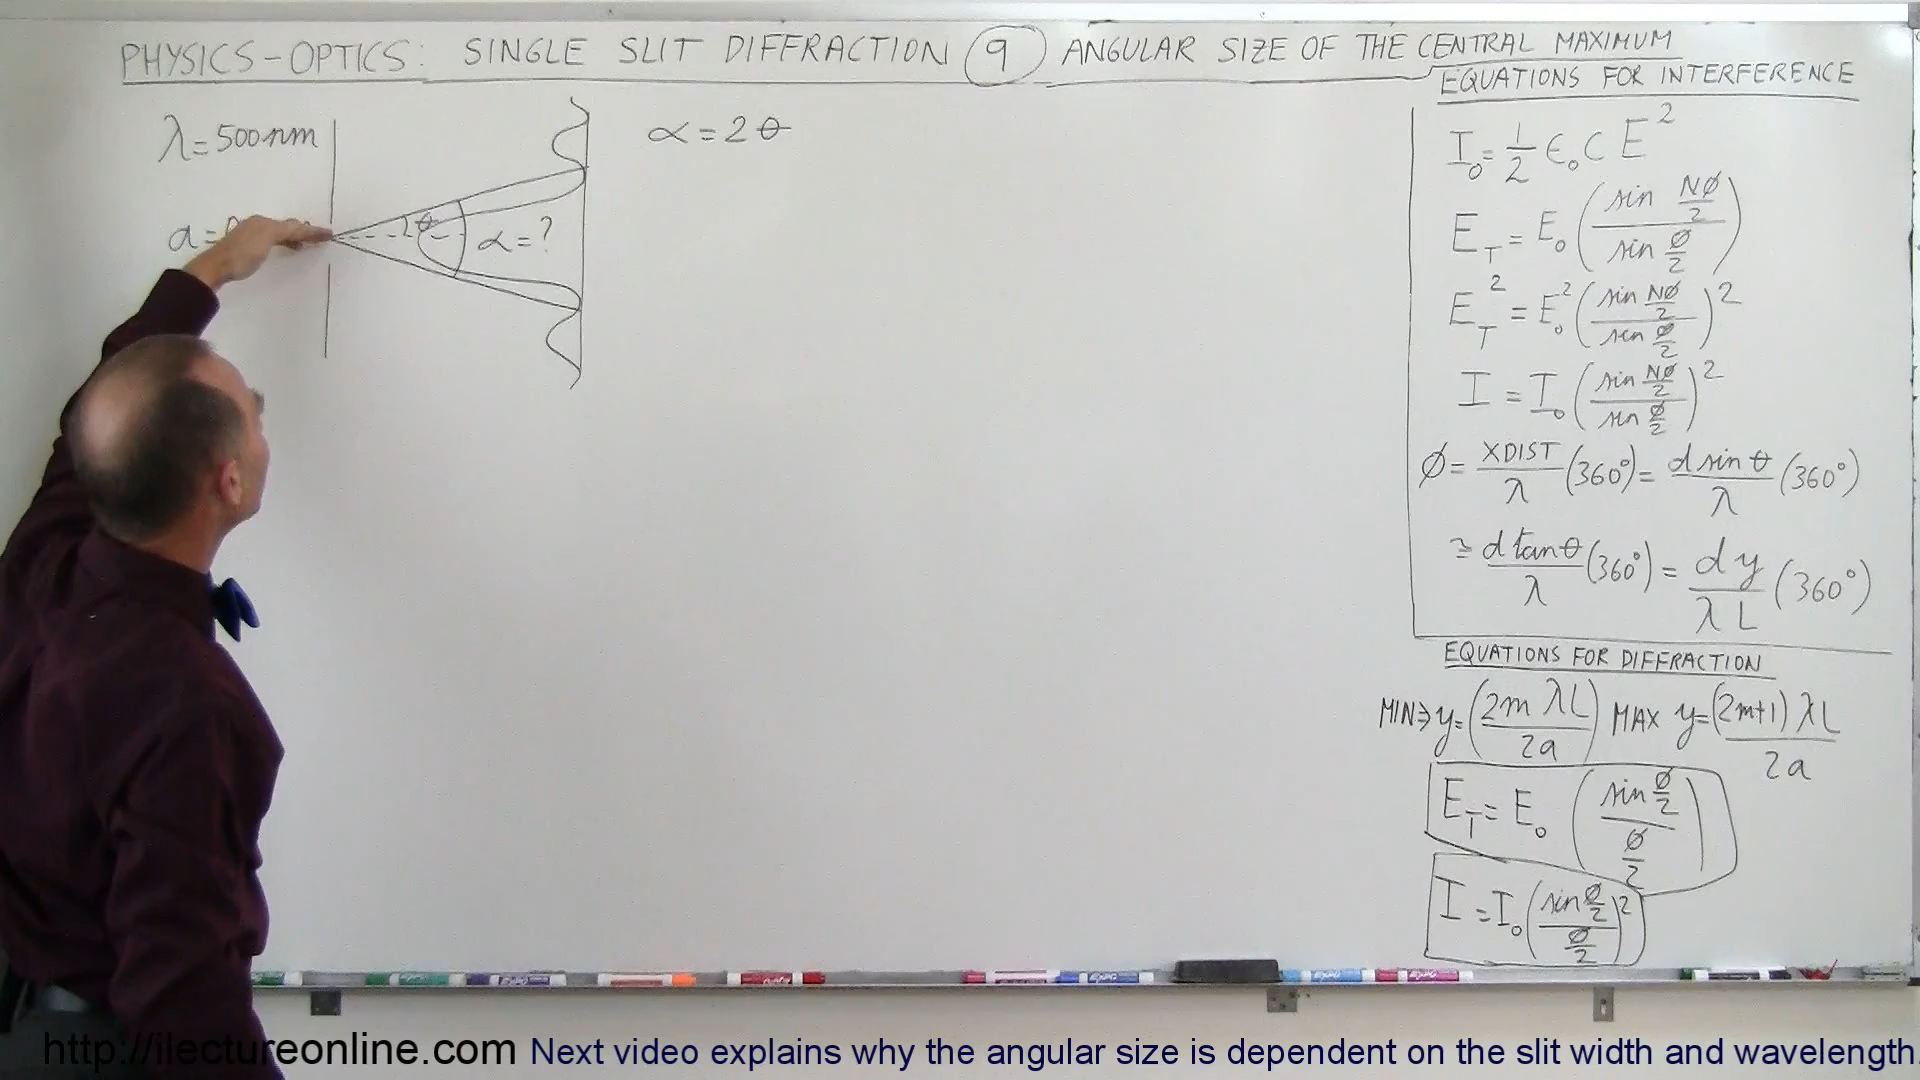 PHYSICS-OPTICS: SINGLE SLIT DIFFRACTION 9 ANGULAR SIZE OF THE CENTRAL MAXIMUM
λ=500nm
a=
θ
α=?
α=2θ
EQUATIONS FOR INTERFERENCE
I₀=1/2 ε₀CE²
E_T=E₀(sin Nφ/2 / sin φ/2)
E_T²=E₀²(sin Nφ/2 / sin φ/2)²
I=I₀(sin Nφ/2 / sin φ/2)²
φ=XDIST/λ(360°)=d sin θ/λ(360°)
≅d tan θ/λ(360°)=dy/λL(360°)
EQUATIONS FOR DIFFRACTION
MIN⇒y=(2mλL/2a) MAX y=(2m+1)λL/2a
E_T=E₀(sin φ/2 / φ/2)
I=I₀(sin φ/2 / φ/2)²
EXPO
http://ilectureonline.com Next video explains why the angular size is dependent on the slit width and wavelength.